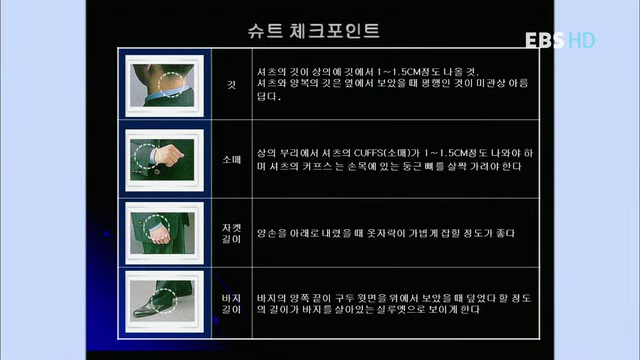 슈트 체크포인트
EBS HD
깃
셔츠의 깃이 상의에 깃에서 1~1.5CM정도 나올 것,
셔츠와 양복의 깃은 옆에서 보았을 때 평행인 것이 미관상 아름
답다.
소매
상의 부리에서 셔츠의 CUFFS(소매)가 1~1.5CM정도 나와야 하
며 셔츠의 커프스는 손목에 있는 둥근 뼈를 살짝 가려야 한다
자켓
길이
양손을 아래로 내렸을 때 옷자락이 가볍게 잡힐 정도가 좋다
바지
길이
바지의 양쪽 끝이 구두 윗면을 위에서 보았을 때 덮었다 할 정도
의 길이가 바지를 살아있는 실루엣으로 보이게 한다